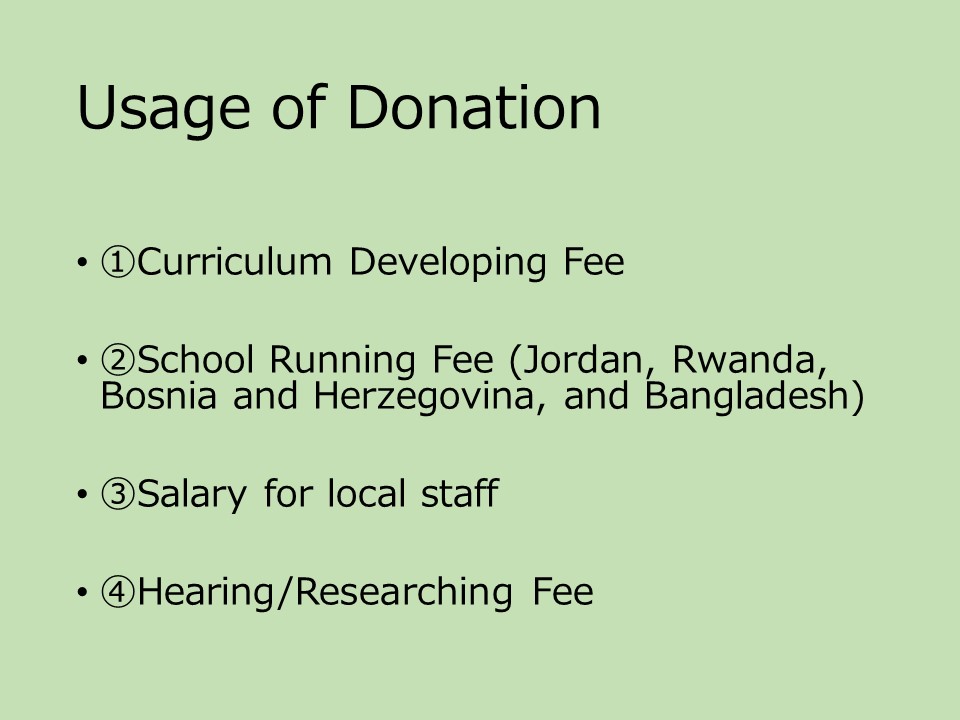 Usage of Donation
• ①Curriculum Developing Fee
• ②School Running Fee (Jordan, Rwanda,
Bosnia and Herzegovina, and Bangladesh)
• ③Salary for local staff
• ④Hearing/Researching Fee